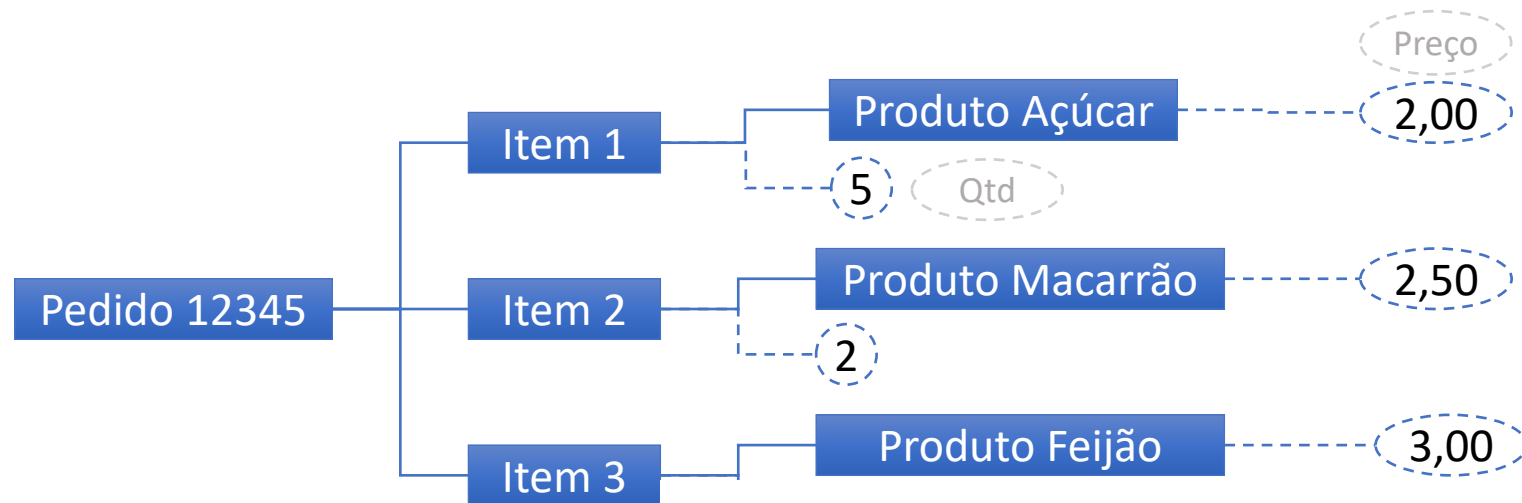 Preço
Produto Açúcar
2,00
Item 1
5
Qtd
Produto Macarrão
2,50
Pedido 12345
Item 2
2
Produto Feijão
3,00
Item 3